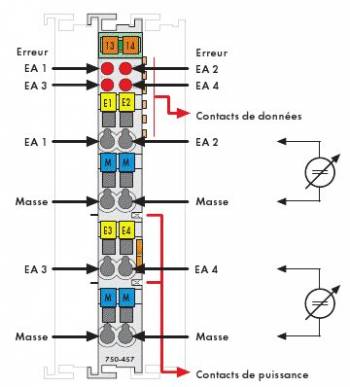 13 14
Erreur Erreur
EA 1 EA 2
EA 3 EA 4
E1 E2
Contacts de données
EA 1 EA 2
M M
Masse Masse
E3 E4
EA 3 EA 4
M M
Masse Masse
750-457
Contacts de puissance